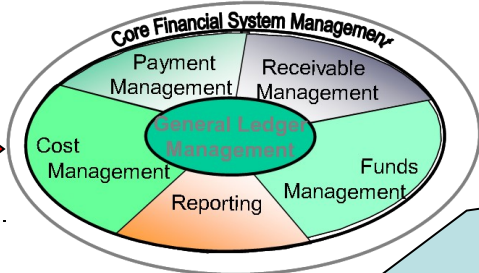 Core Financial System Management
Payment
Management
Receivable
Management
General Ledger
Management
Cost
Management
Funds
Management
Reporting